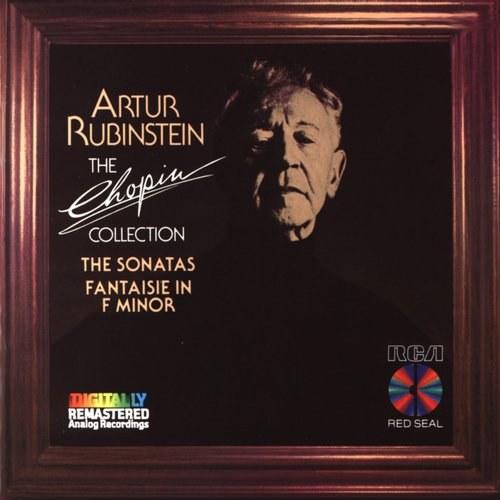 ARTUR
RUBINSTEIN
THE
Chopin
COLLECTION
THE SONATAS
FANTAISIE IN
F MINOR
DIGITALLY
REMASTERED
Analog Recordings
RCA
RED SEAL